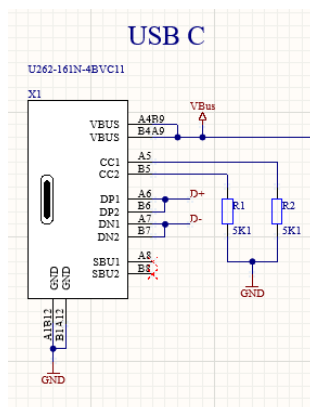 USB C
U262-161N-4BVC11
X1
VBUS A4B9
VBUS B4A9
VBus
CC1 A5
CC2 B5
DP1 A6 D+
DP2 B6
DN1 A7 D-
DN2 B7
R1 R2
5K1 5K1
SBU1 A8
SBU2 B8
GND GND
A1B12 B1A12
GND
GND